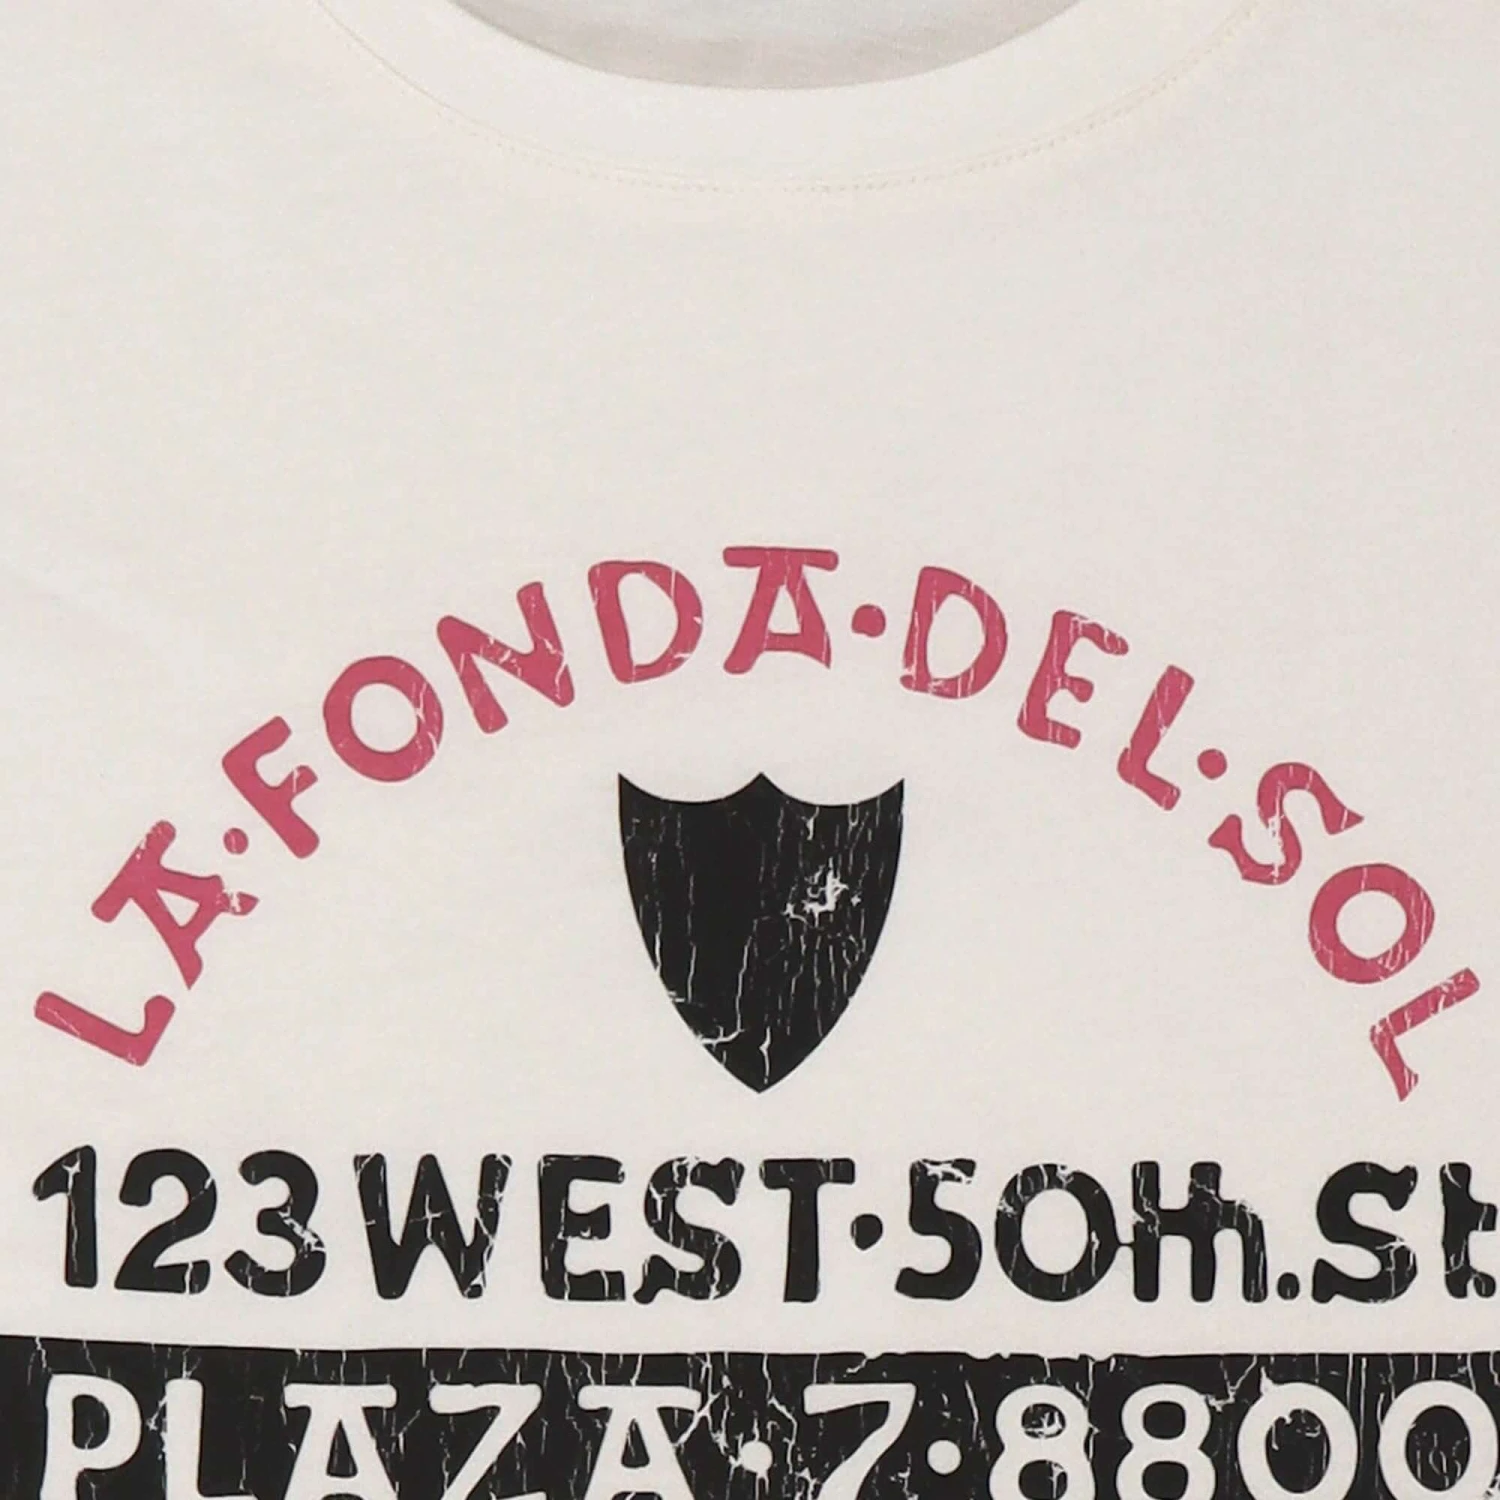 LA·FONDA·DEL·SOL
123 WEST·50th.St
PLAZA·7·8800